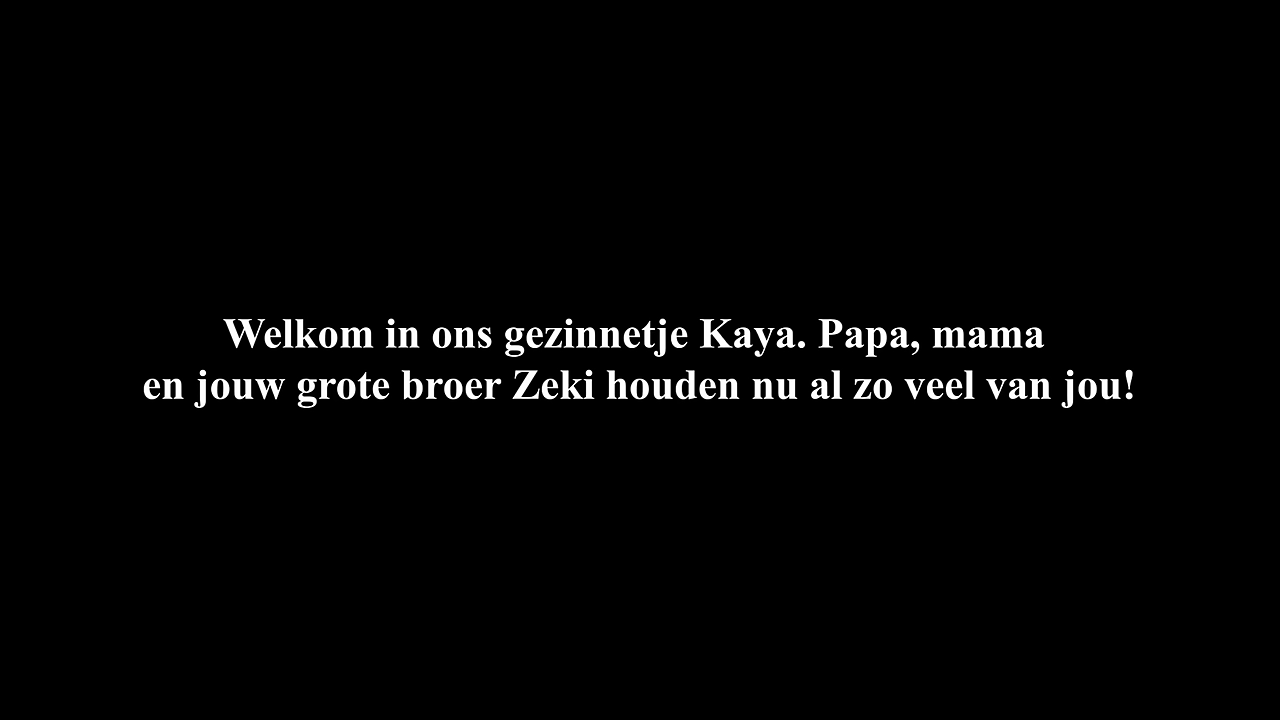 Welkom in ons gezinnetje Kaya. Papa, mama
en jouw grote broer Zeki houden nu al zo veel van jou!